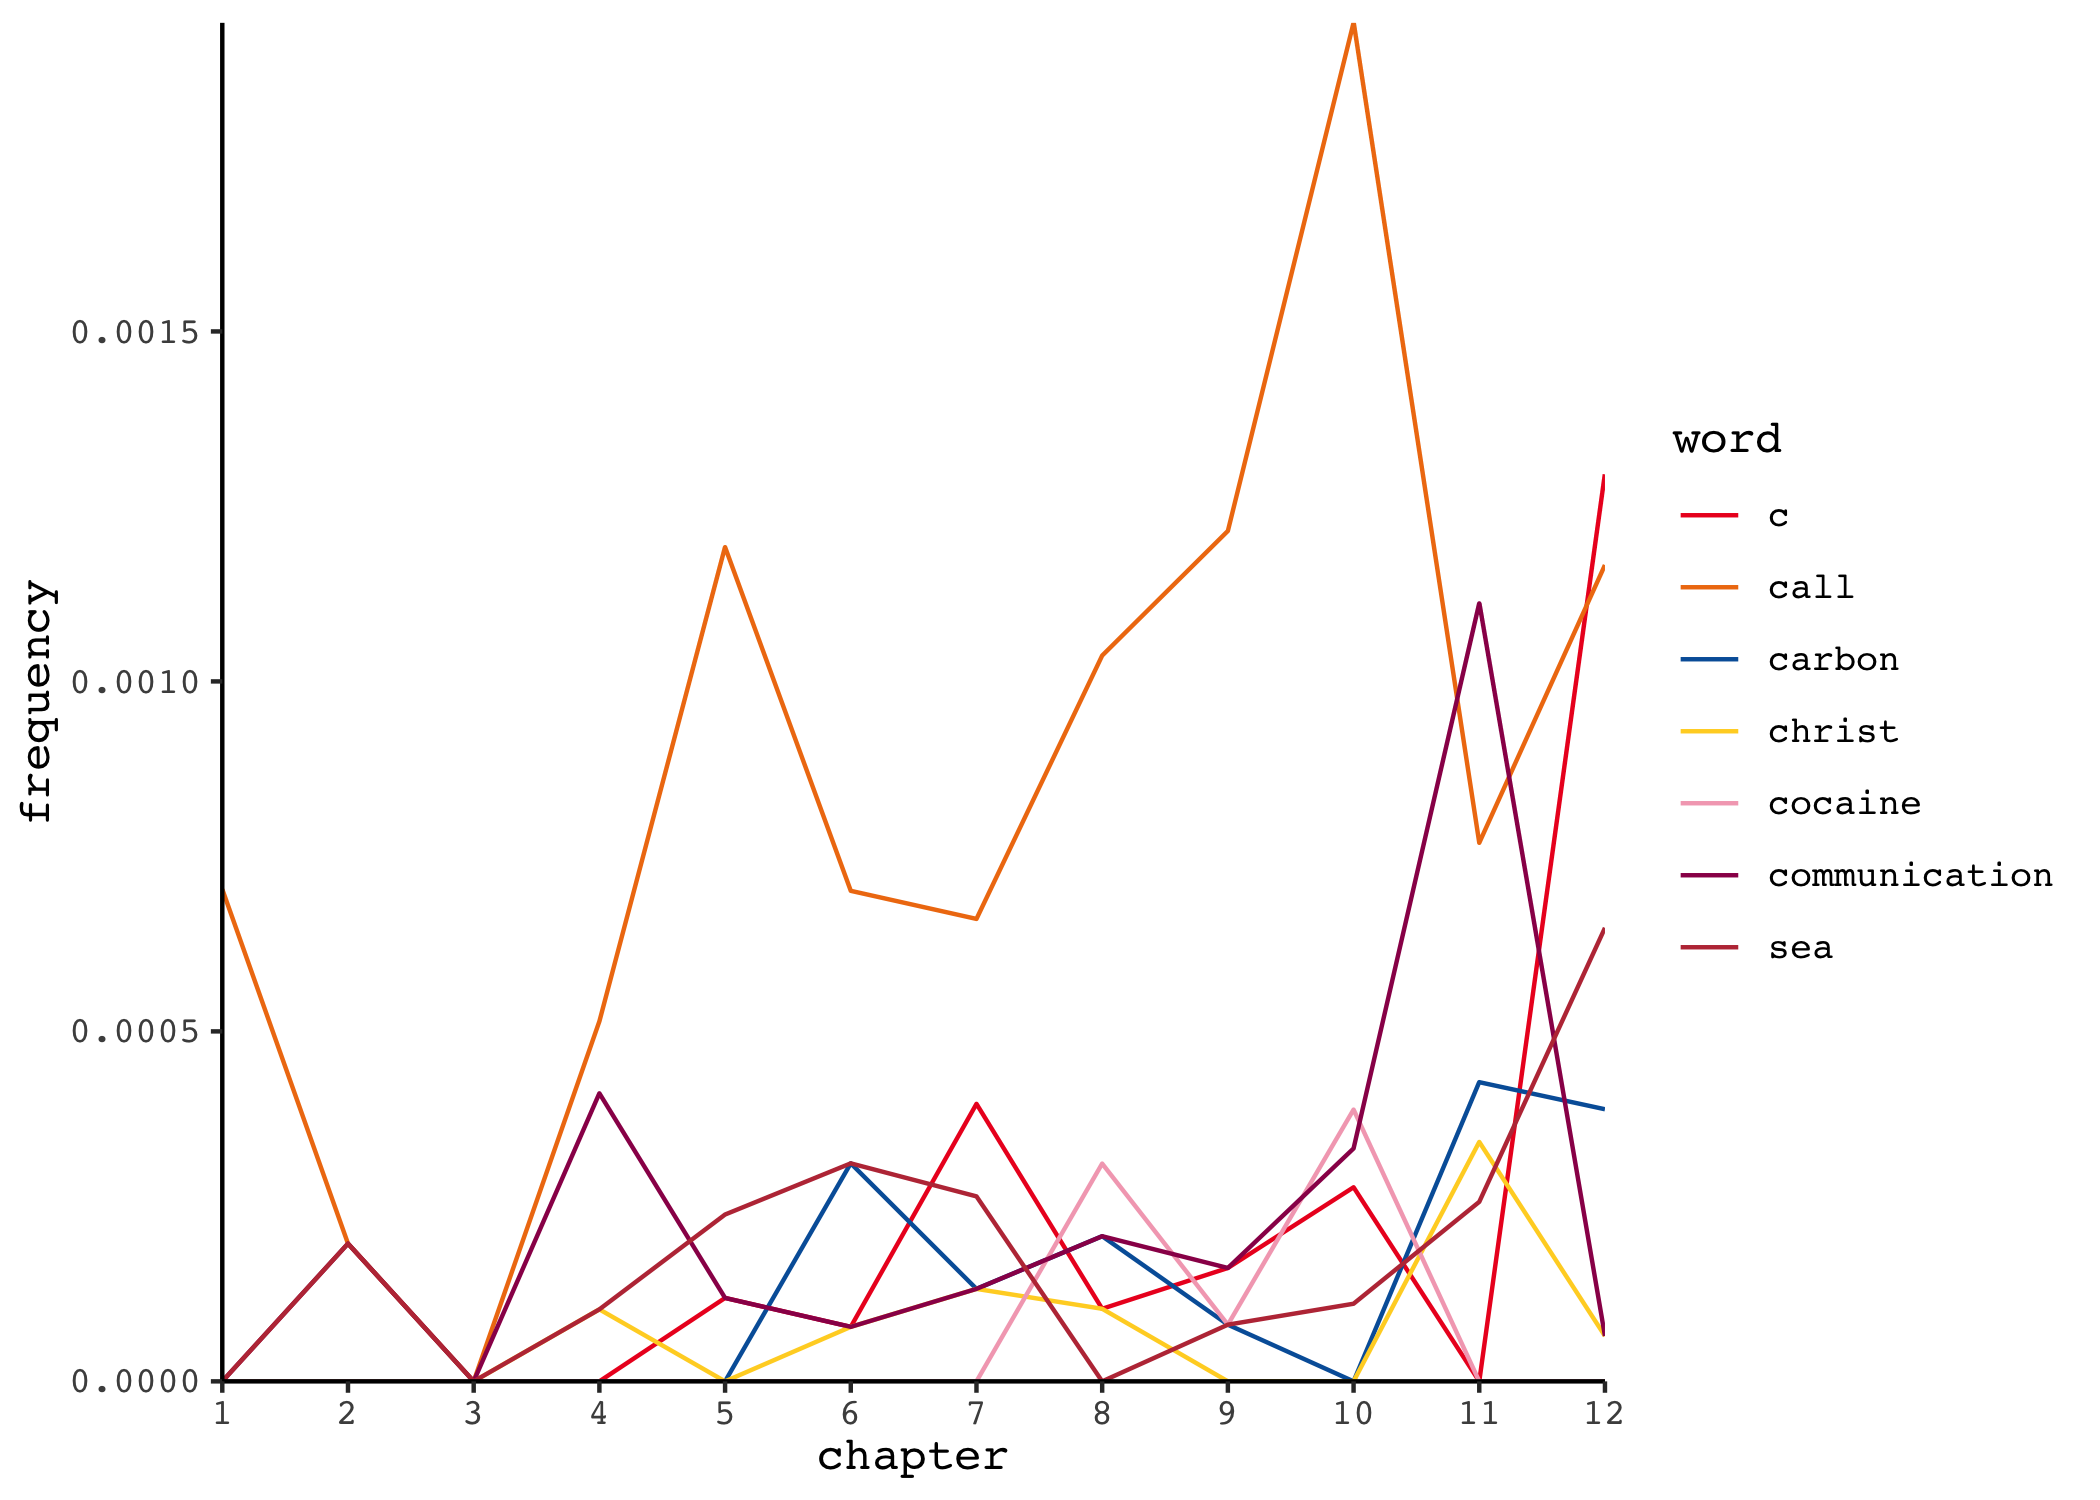 0.0015
0.0010
0.0005
0.0000
frequency
1 2 3 4 5 6 7 8 9 10 11 12
chapter
word
c
call
carbon
christ
cocaine
communication
sea